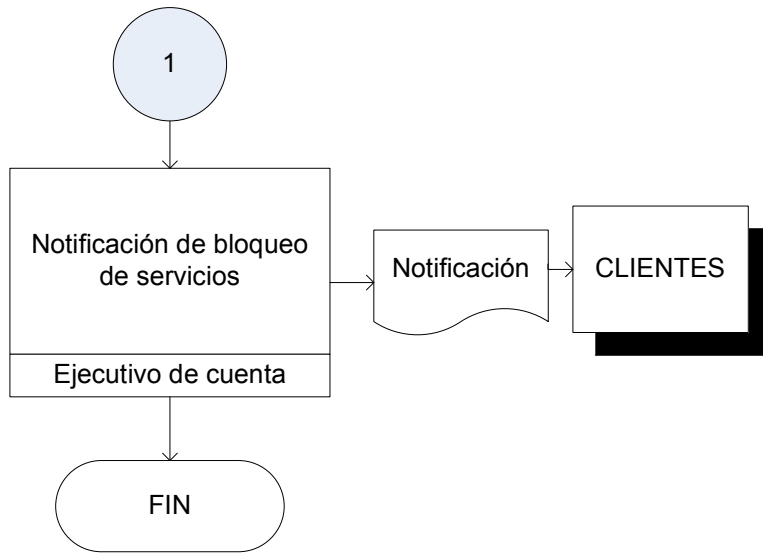 1
Notificación de bloqueo
de servicios
Notificación
CLIENTES
Ejecutivo de cuenta
FIN